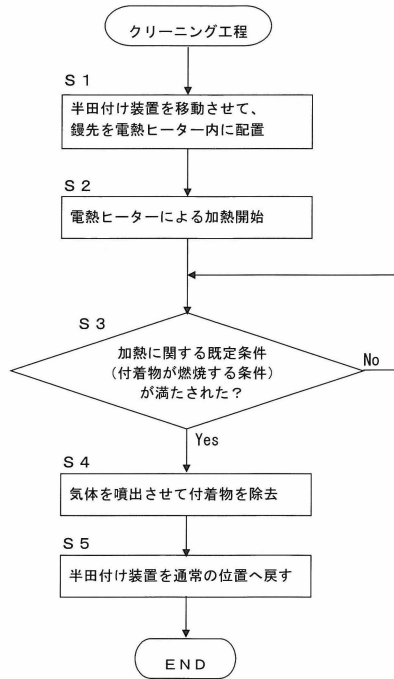 クリーニング工程
S1
半田付け装置を移動させて、
鏝先を電熱ヒーター内に配置
S2
電熱ヒーターによる加熱開始
S3
加熱に関する既定条件
(付着物が燃焼する条件)
が満たされた?
No
Yes
S4
気体を噴出させて付着物を除去
S5
半田付け装置を通常の位置へ戻す
END